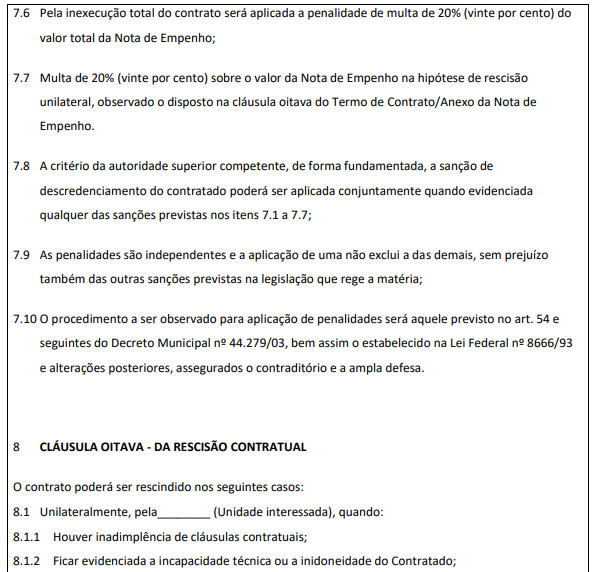 7.6 Pela inexecução total do contrato será aplicada a penalidade de multa de 20% (vinte por cento) do
valor total da Nota de Empenho;
7.7 Multa de 20% (vinte por cento) sobre o valor da Nota de Empenho na hipótese de rescisão
unilateral, observado o disposto na cláusula oitava do Termo de Contrato/Anexo da Nota de
Empenho.
7.8 A critério da autoridade superior competente, de forma fundamentada, a sanção de
descredenciamento do contratado poderá ser aplicada conjuntamente quando evidenciada
qualquer das sanções previstas nos itens 7.1 a 7.7;
7.9 As penalidades são independentes e a aplicação de uma não exclui a das demais, sem prejuízo
também das outras sanções previstas na legislação que rege a matéria;
7.10 O procedimento a ser observado para aplicação de penalidades será aquele previsto no art. 54 e
seguintes do Decreto Municipal nº 44.279/03, bem assim o estabelecido na Lei Federal nº 8666/93
e alterações posteriores, assegurados o contraditório e a ampla defesa.
8 CLÁUSULA OITAVA - DA RESCISÃO CONTRATUAL
O contrato poderá ser rescindido nos seguintes casos:
8.1 Unilateralmente, pela________ (Unidade interessada), quando:
8.1.1 Houver inadimplência de cláusulas contratuais;
8.1.2 Ficar evidenciada a incapacidade técnica ou a inidoneidade do Contratado;